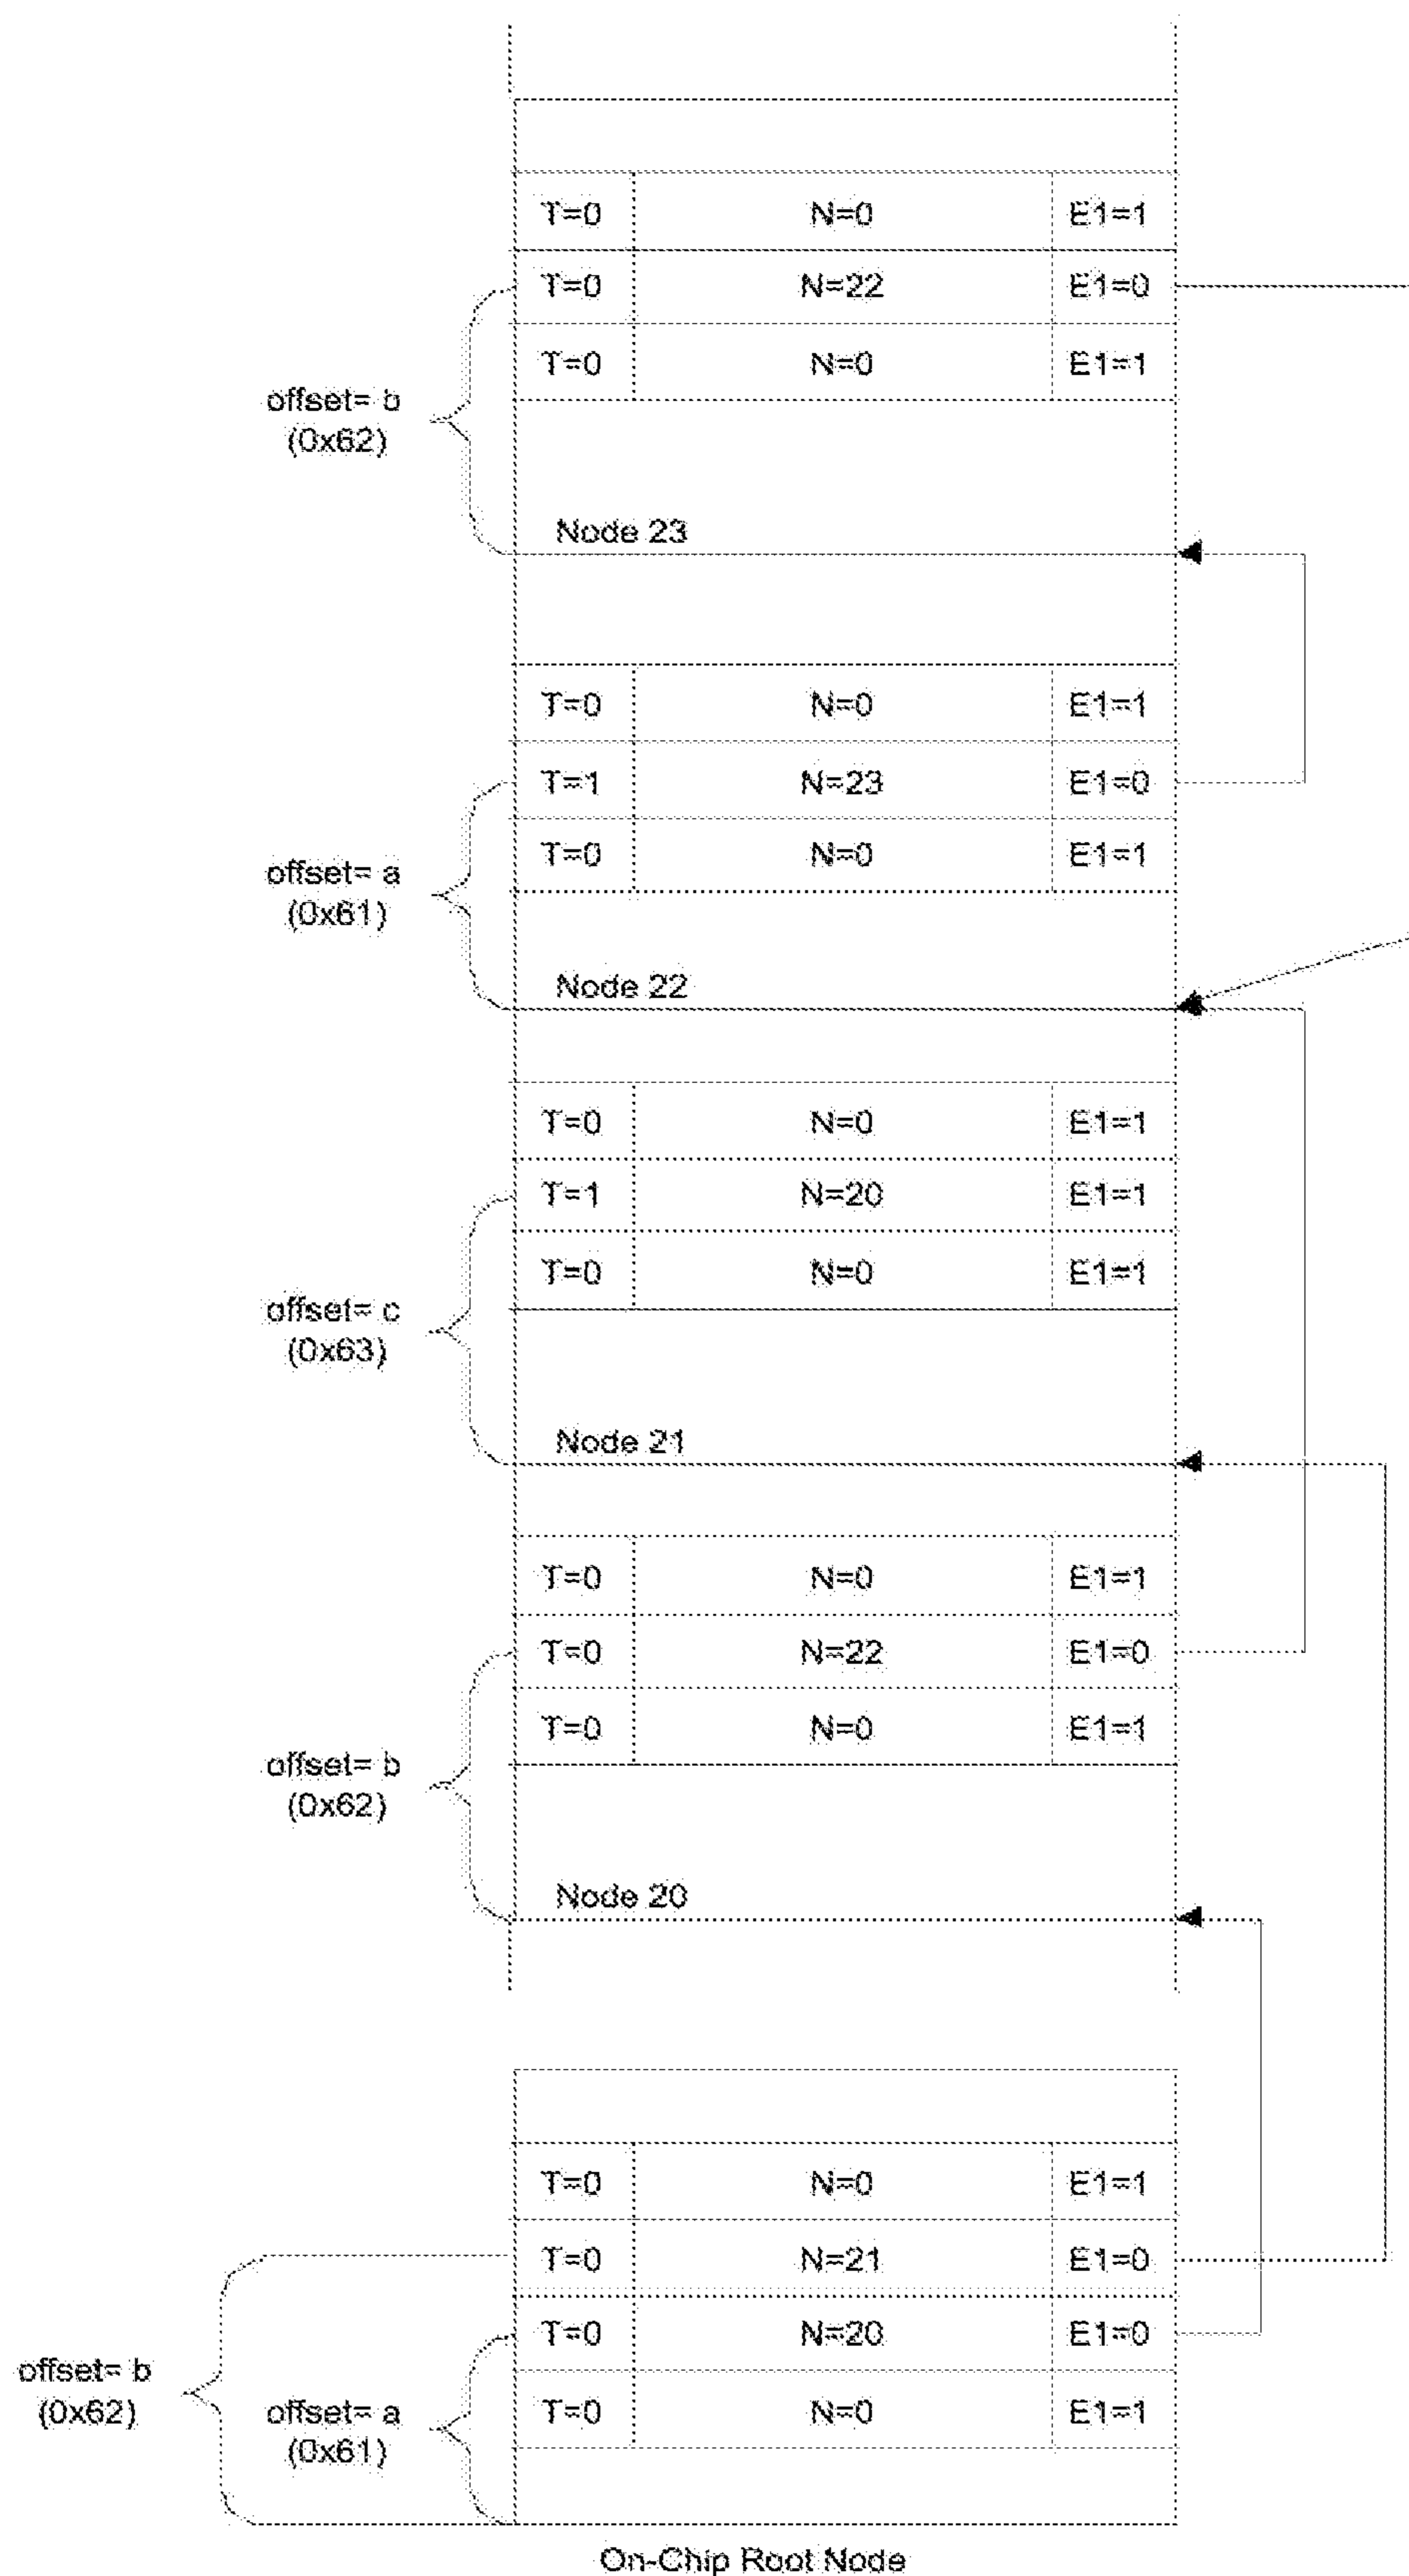 T=0 N=0 E1=1
T=0 N=22 E1=0
T=0 N=0 E1=1
offset= b
(0x62)
Node 23
T=0 N=0 E1=1
T=1 N=23 E1=0
T=0 N=0 E1=1
offset= a
(0x61)
Node 22
T=0 N=0 E1=1
T=1 N=20 E1=1
T=0 N=0 E1=1
offset= c
(0x63)
Node 21
T=0 N=0 E1=1
T=0 N=22 E1=0
T=0 N=0 E1=1
offset= b
(0x62)
Node 20
T=0 N=0 E1=1
T=0 N=21 E1=0
T=0 N=20 E1=0
T=0 N=0 E1=1
offset= b
(0x62)
offset= a
(0x61)
On-Chip Root Node